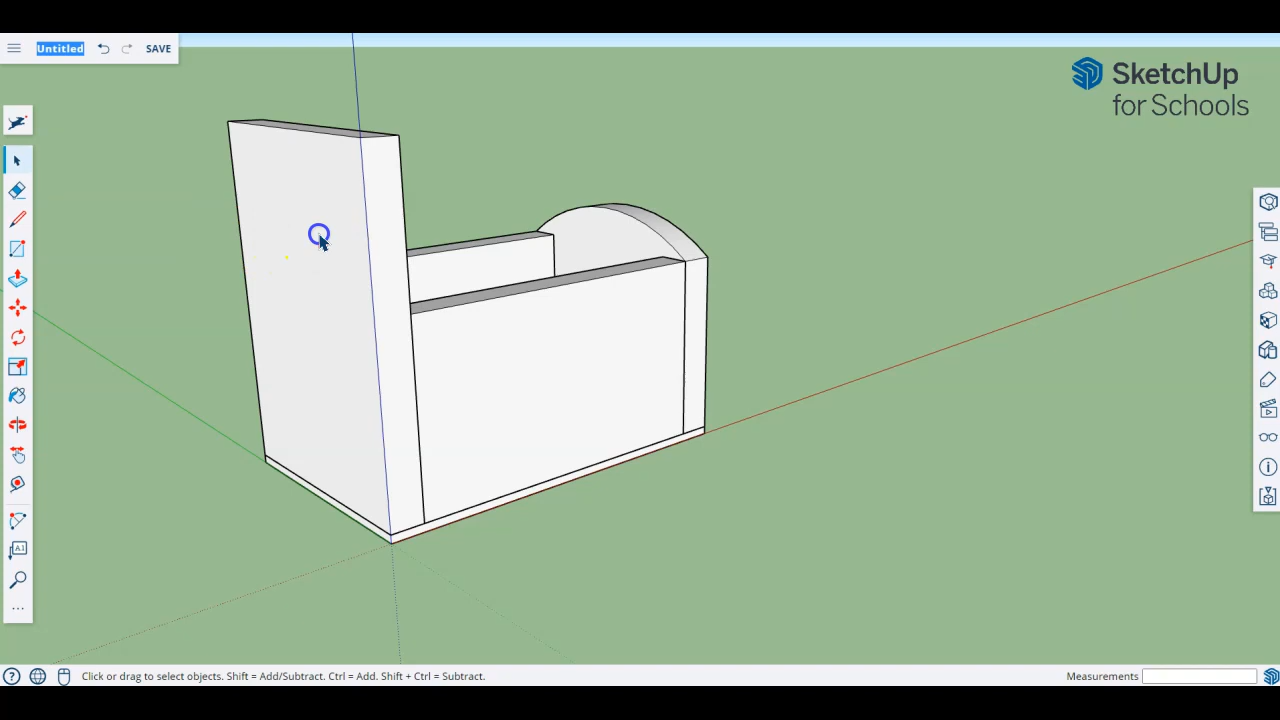 Untitled
SAVE
SketchUp
for Schools
A1
?
Click or drag to select objects. Shift = Add/Subtract. Ctrl = Add. Shift + Ctrl = Subtract.
Measurements